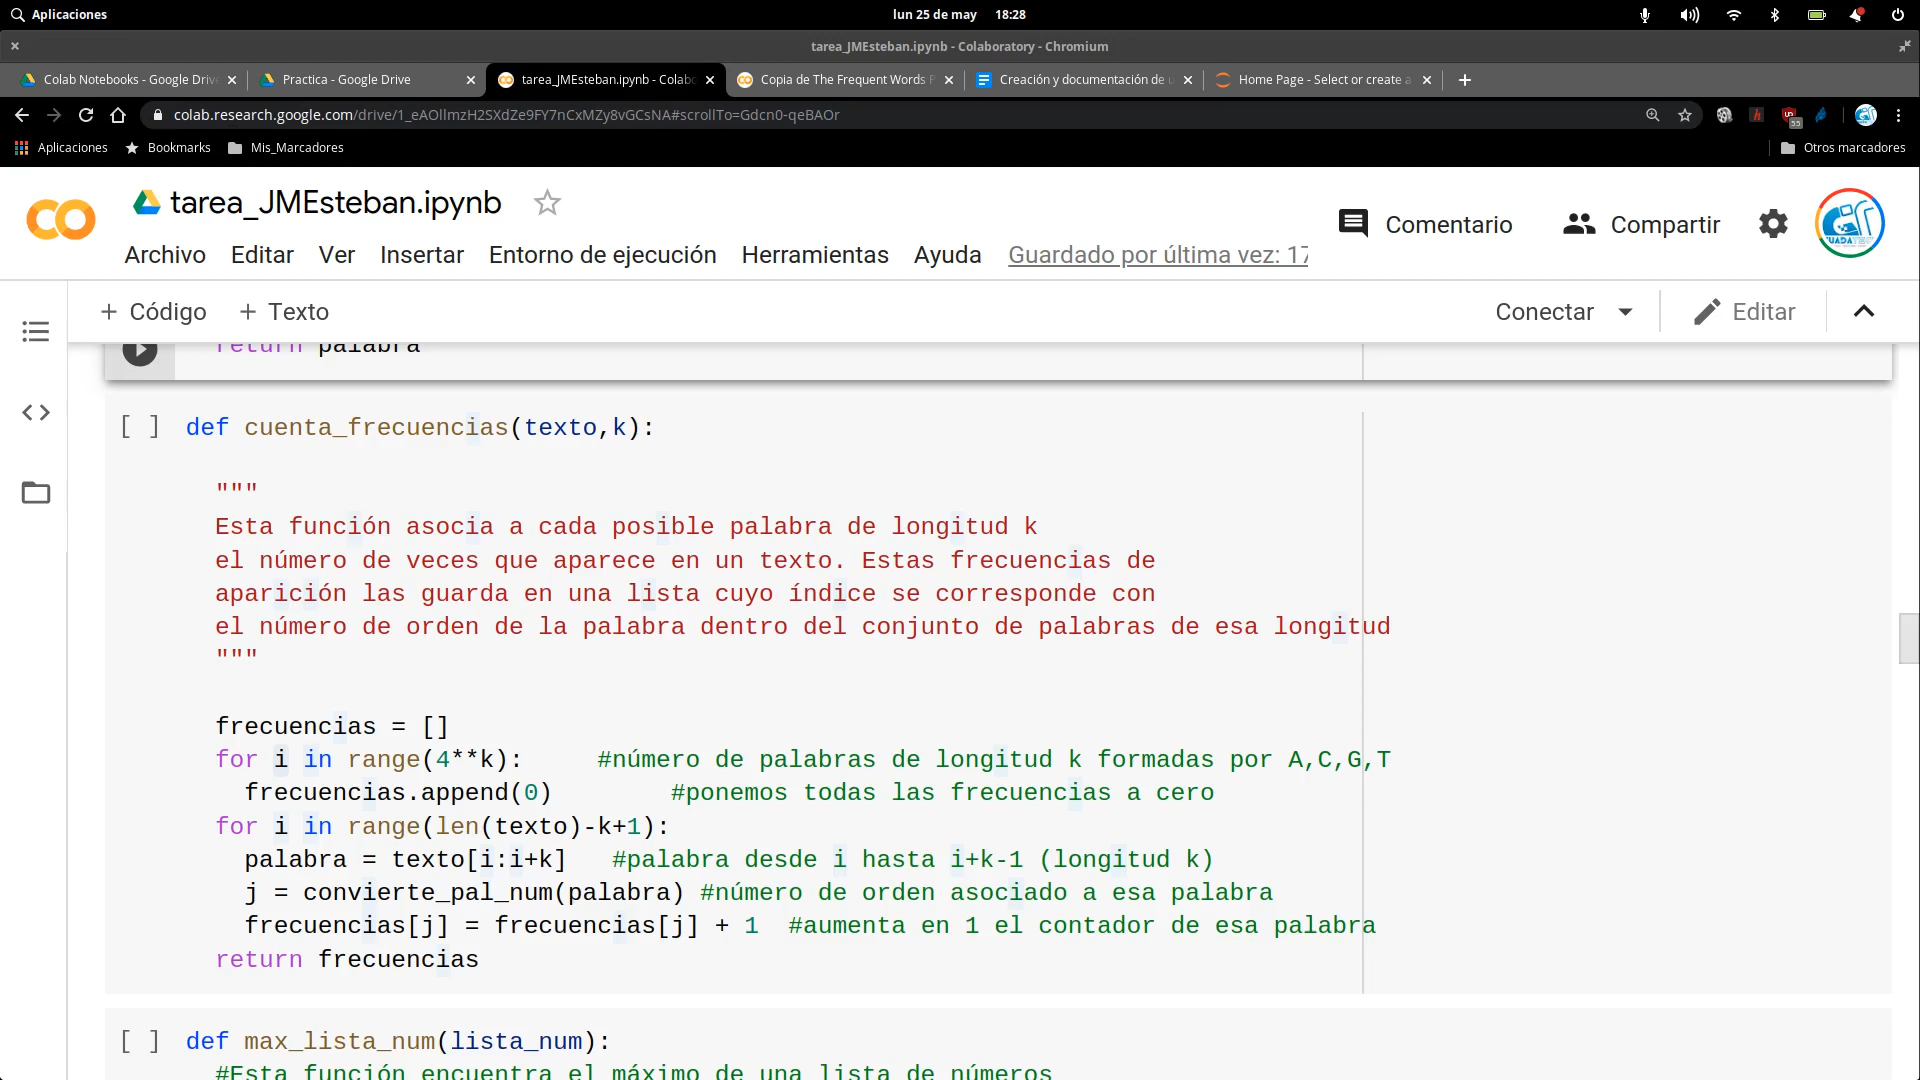 Aplicaciones
lun 25 de may 18:28
tarea_JMEsteban.ipynb - Colaboratory - Chromium
Colab Notebooks - Google Drive
Practica - Google Drive
tarea_JMEsteban.ipynb - Colabo
Copia de The Frequent Words P
Creación y documentación de u
Home Page - Select or create a
colab.research.google.com/drive/1_eAOllmzH2SXdZe9FY7nCxMZy8vGCsNA#scrollTo=Gdcn0-qeBAOr
Aplicaciones
Bookmarks
Mis_Marcadores
Otros marcadores
tarea_JMEsteban.ipynb
Comentario
Compartir
Archivo Editar Ver Insertar Entorno de ejecución Herramientas Ayuda Guardado por última vez: 17
+ Código + Texto
Conectar
Editar
return palabra
[ ] def cuenta_frecuencias(texto,k):
"""
Esta función asocia a cada posible palabra de longitud k
el número de veces que aparece en un texto. Estas frecuencias de
aparición las guarda en una lista cuyo índice se corresponde con
el número de orden de la palabra dentro del conjunto de palabras de esa longitud
"""
frecuencias = []
for i in range(4**k): #número de palabras de longitud k formadas por A,C,G,T
frecuencias.append(0) #ponemos todas las frecuencias a cero
for i in range(len(texto)-k+1):
palabra = texto[i:i+k] #palabra desde i hasta i+k-1 (longitud k)
j = convierte_pal_num(palabra) #número de orden asociado a esa palabra
frecuencias[j] = frecuencias[j] + 1 #aumenta en 1 el contador de esa palabra
return frecuencias
[ ] def max_lista_num(lista_num):
#Esta función encuentra el máximo de una lista de números